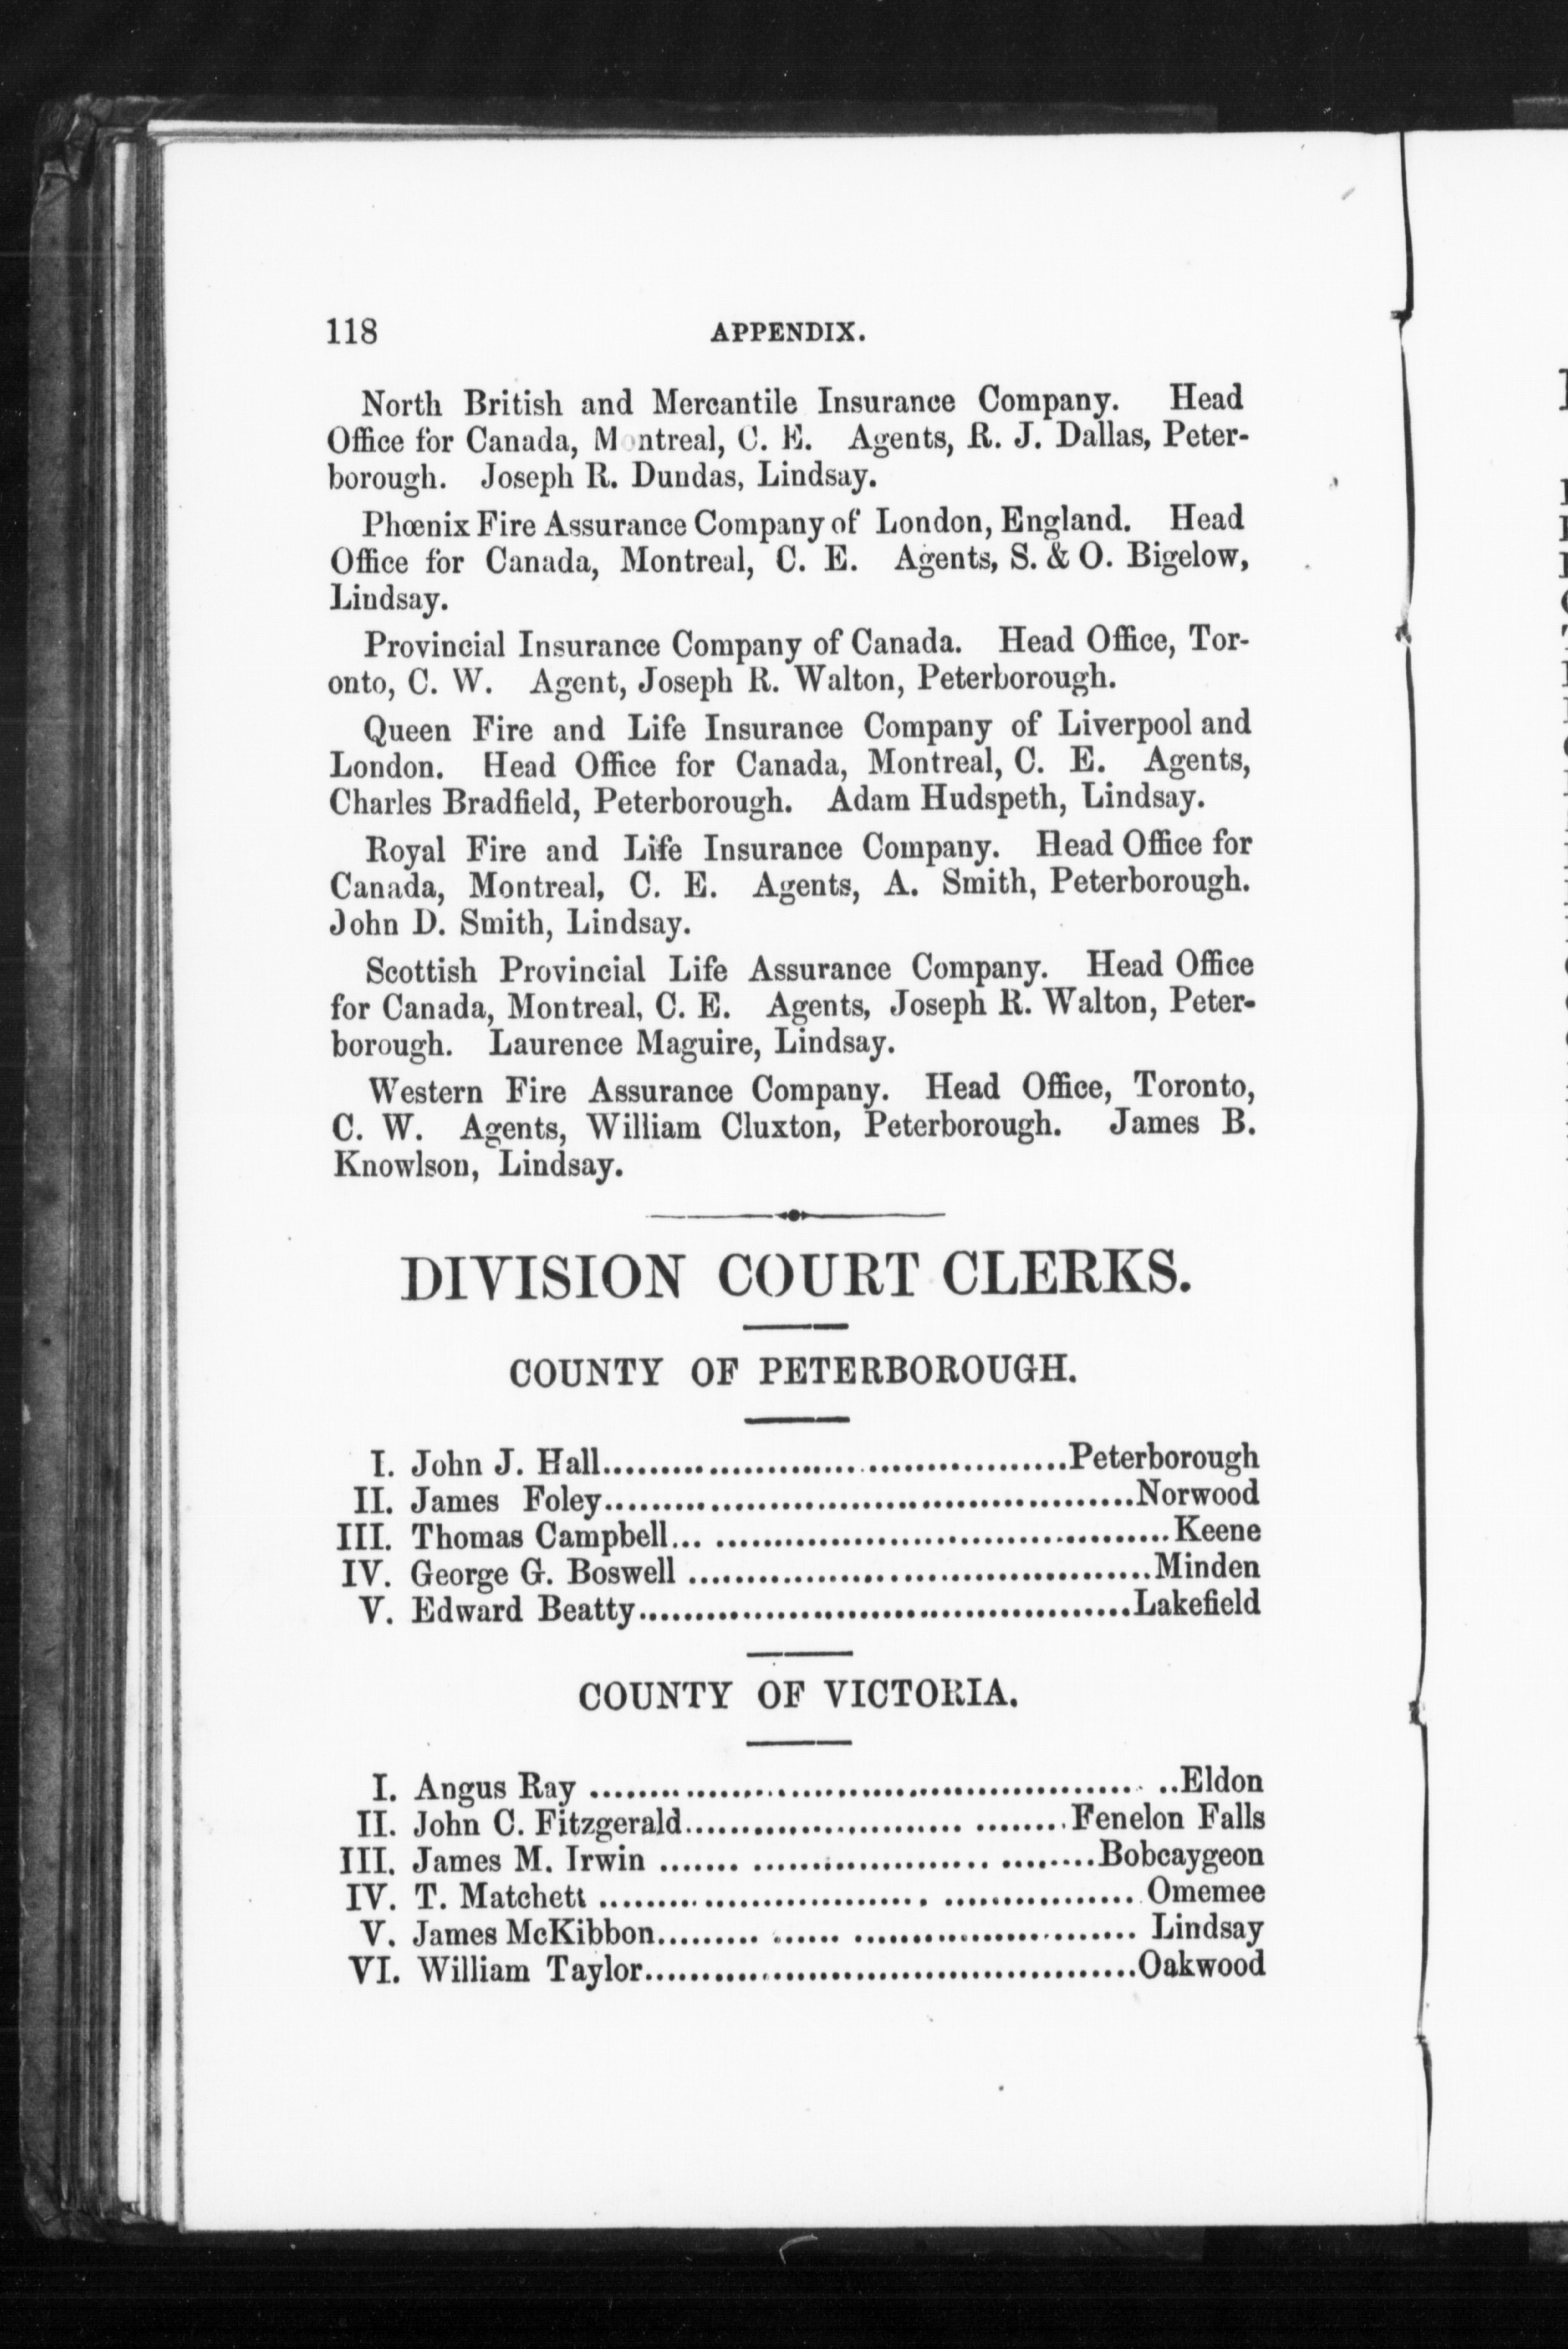 118 APPENDIX.
North British and Mercantile Insurance Company. Head
Office for Canada, Montreal, C. E. Agents, R. J. Dallas, Peter-
borough. Joseph R. Dundas, Lindsay.
Phœnix Fire Assurance Company of London, England. Head
Office for Canada, Montreal, C. E. Agents, S. & O. Bigelow,
Lindsay.
Provincial Insurance Company of Canada. Head Office, Tor-
onto, C. W. Agent, Joseph R. Walton, Peterborough.
Queen Fire and Life Insurance Company of Liverpool and
London. Head Office for Canada, Montreal, C. E. Agents,
Charles Bradfield, Peterborough. Adam Hudspeth, Lindsay.
Royal Fire and Life Insurance Company. Head Office for
Canada, Montreal, C. E. Agents, A. Smith, Peterborough.
John D. Smith, Lindsay.
Scottish Provincial Life Assurance Company. Head Office
for Canada, Montreal, C. E. Agents, Joseph R. Walton, Peter-
borough. Laurence Maguire, Lindsay.
Western Fire Assurance Company. Head Office, Toronto,
C. W. Agents, William Cluxton, Peterborough. James B.
Knowlson, Lindsay.
DIVISION COURT CLERKS.
COUNTY OF PETERBOROUGH.
I. John J. Hall..................................................Peterborough
II. James Foley........................................................Norwood
III. Thomas Campbell... ................................................Keene
IV. George G. Boswell ..................................................Minden
V. Edward Beatty.....................................................Lakefield
COUNTY OF VICTORIA.
I. Angus Ray ........................................................... ..Eldon
II. John C. Fitzgerald............................. .........Fenelon Falls
III. James M. Irwin ....... ......................... .........Bobcaygeon
IV. T. Matchett .................................... ................. Omemee
V. James McKibbon......... ...... ......................... Lindsay
VI. William Taylor.....................................................Oakwood